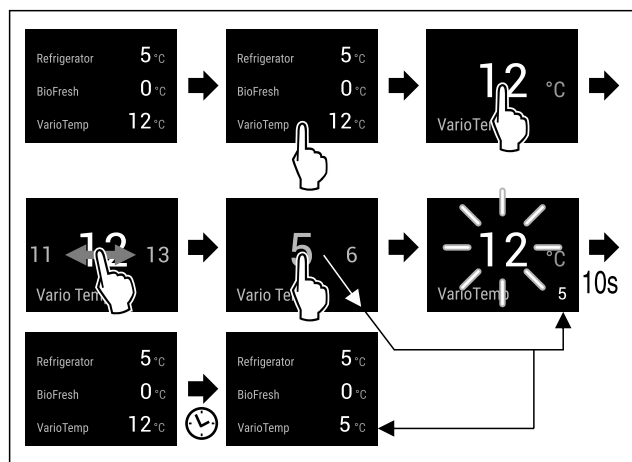 Refrigerator 5 °C
BioFresh 0 °C
VarioTemp 12 °C
Refrigerator 5 °C
BioFresh 0 °C
VarioTemp 12 °C
12 °C
VarioTemp
11 12 13
Vario Temp
5 6
Vario Te
12 °C
VarioTemp 5
10s
Refrigerator 5 °C
BioFresh 0 °C
VarioTemp 12 °C
Refrigerator 5 °C
BioFresh 0 °C
VarioTemp 5 °C